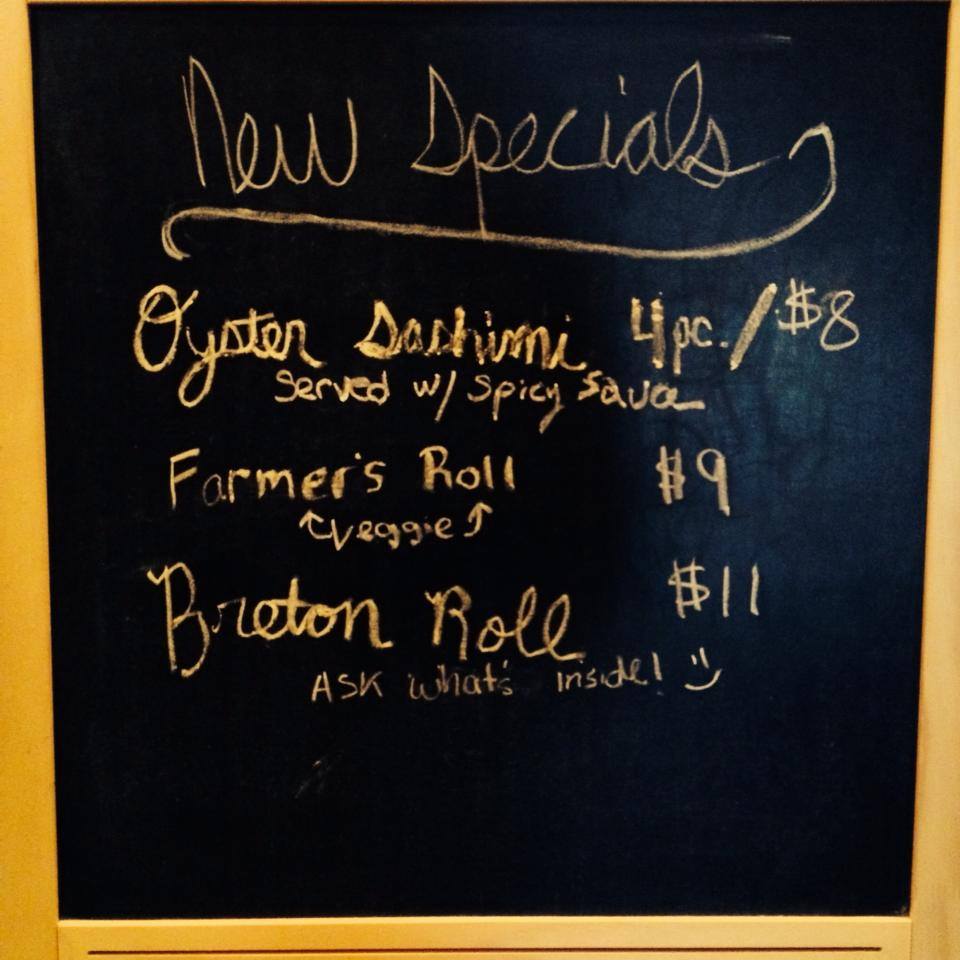 New Specials
Oyster Sashimi 4pc./$8
Served w/ Spicy Sauce
Farmer's Roll $9
↑Veggie↑
Breton Roll $11
Ask what's inside! :)